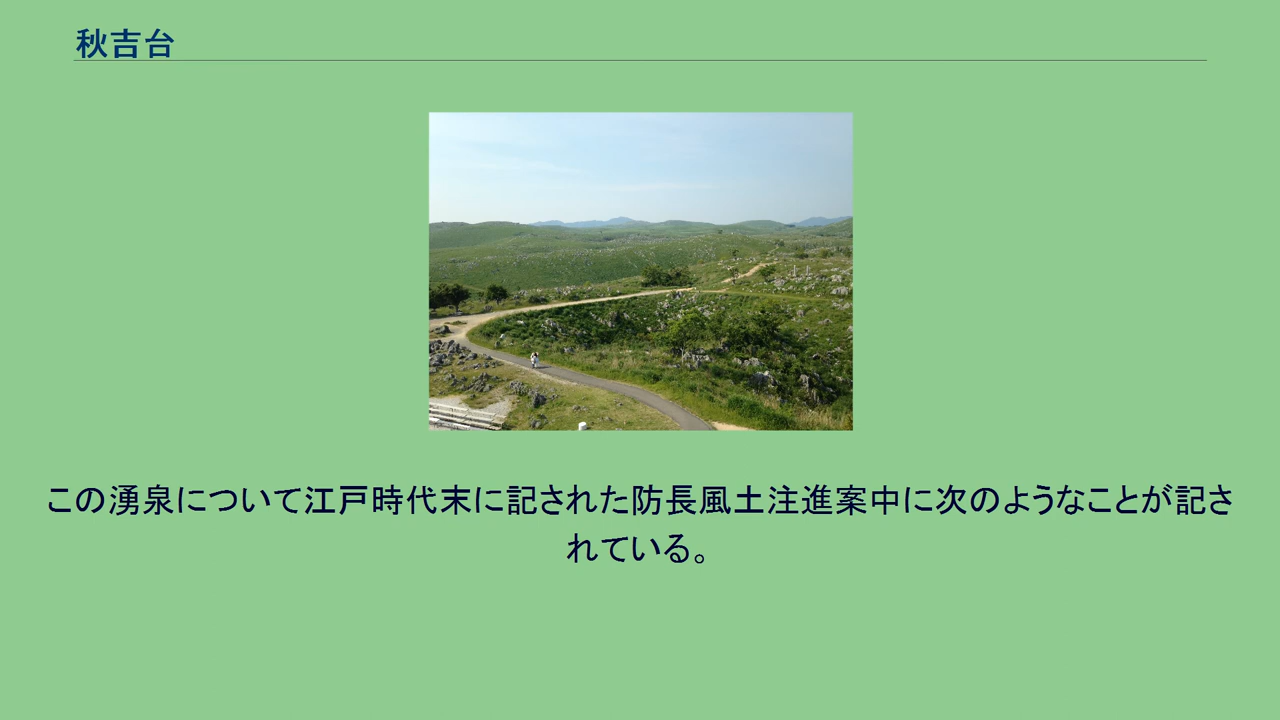 秋吉台
この湧泉について江戸時代末に記された防長風土注進案中に次のようなことが記さ
れている。